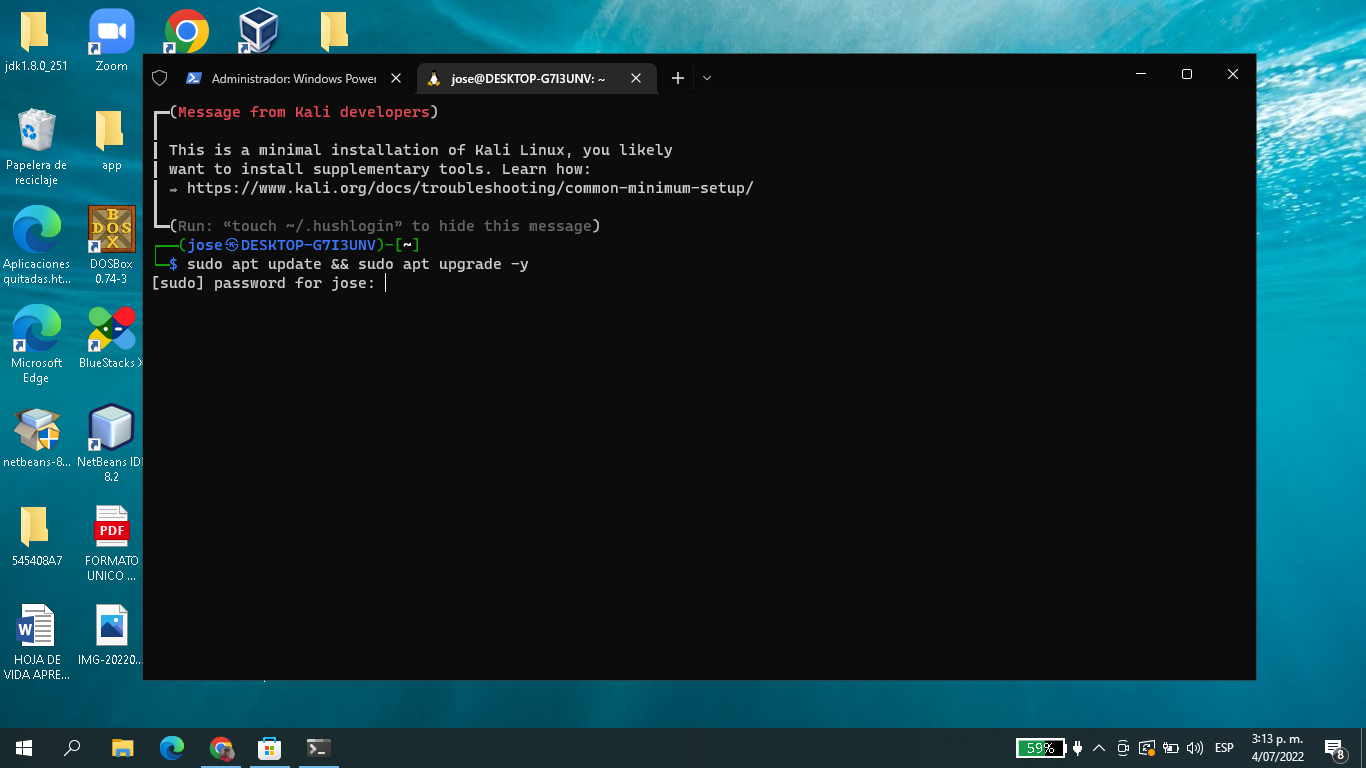 jdk1.8.0_251
Zoom
Administrador: Windows Power
jose@DESKTOP-G7I3UNV: ~
(Message from Kali developers)
This is a minimal installation of Kali Linux, you likely
want to install supplementary tools. Learn how:
⇒ https://www.kali.org/docs/troubleshooting/common-minimum-setup/
(Run: “touch ~/.hushlogin” to hide this message)
(jose㉿DESKTOP-G7I3UNV)-[~]
$ sudo apt update && sudo apt upgrade -y
[sudo] password for jose:
Papelera de
reciclaje
app
Aplicaciones
quitadas.ht...
BOX
DOS
DOSBox
0.74-3
Microsoft
Edge
BlueStacks X
netbeans-8...
NetBeans IDE
8.2
545408A7
PDF
FORMATO
UNICO ...
W
HOJA DE
VIDA APRE...
IMG-20220...
59%
ESP
3:13 p. m.
4/07/2022
8